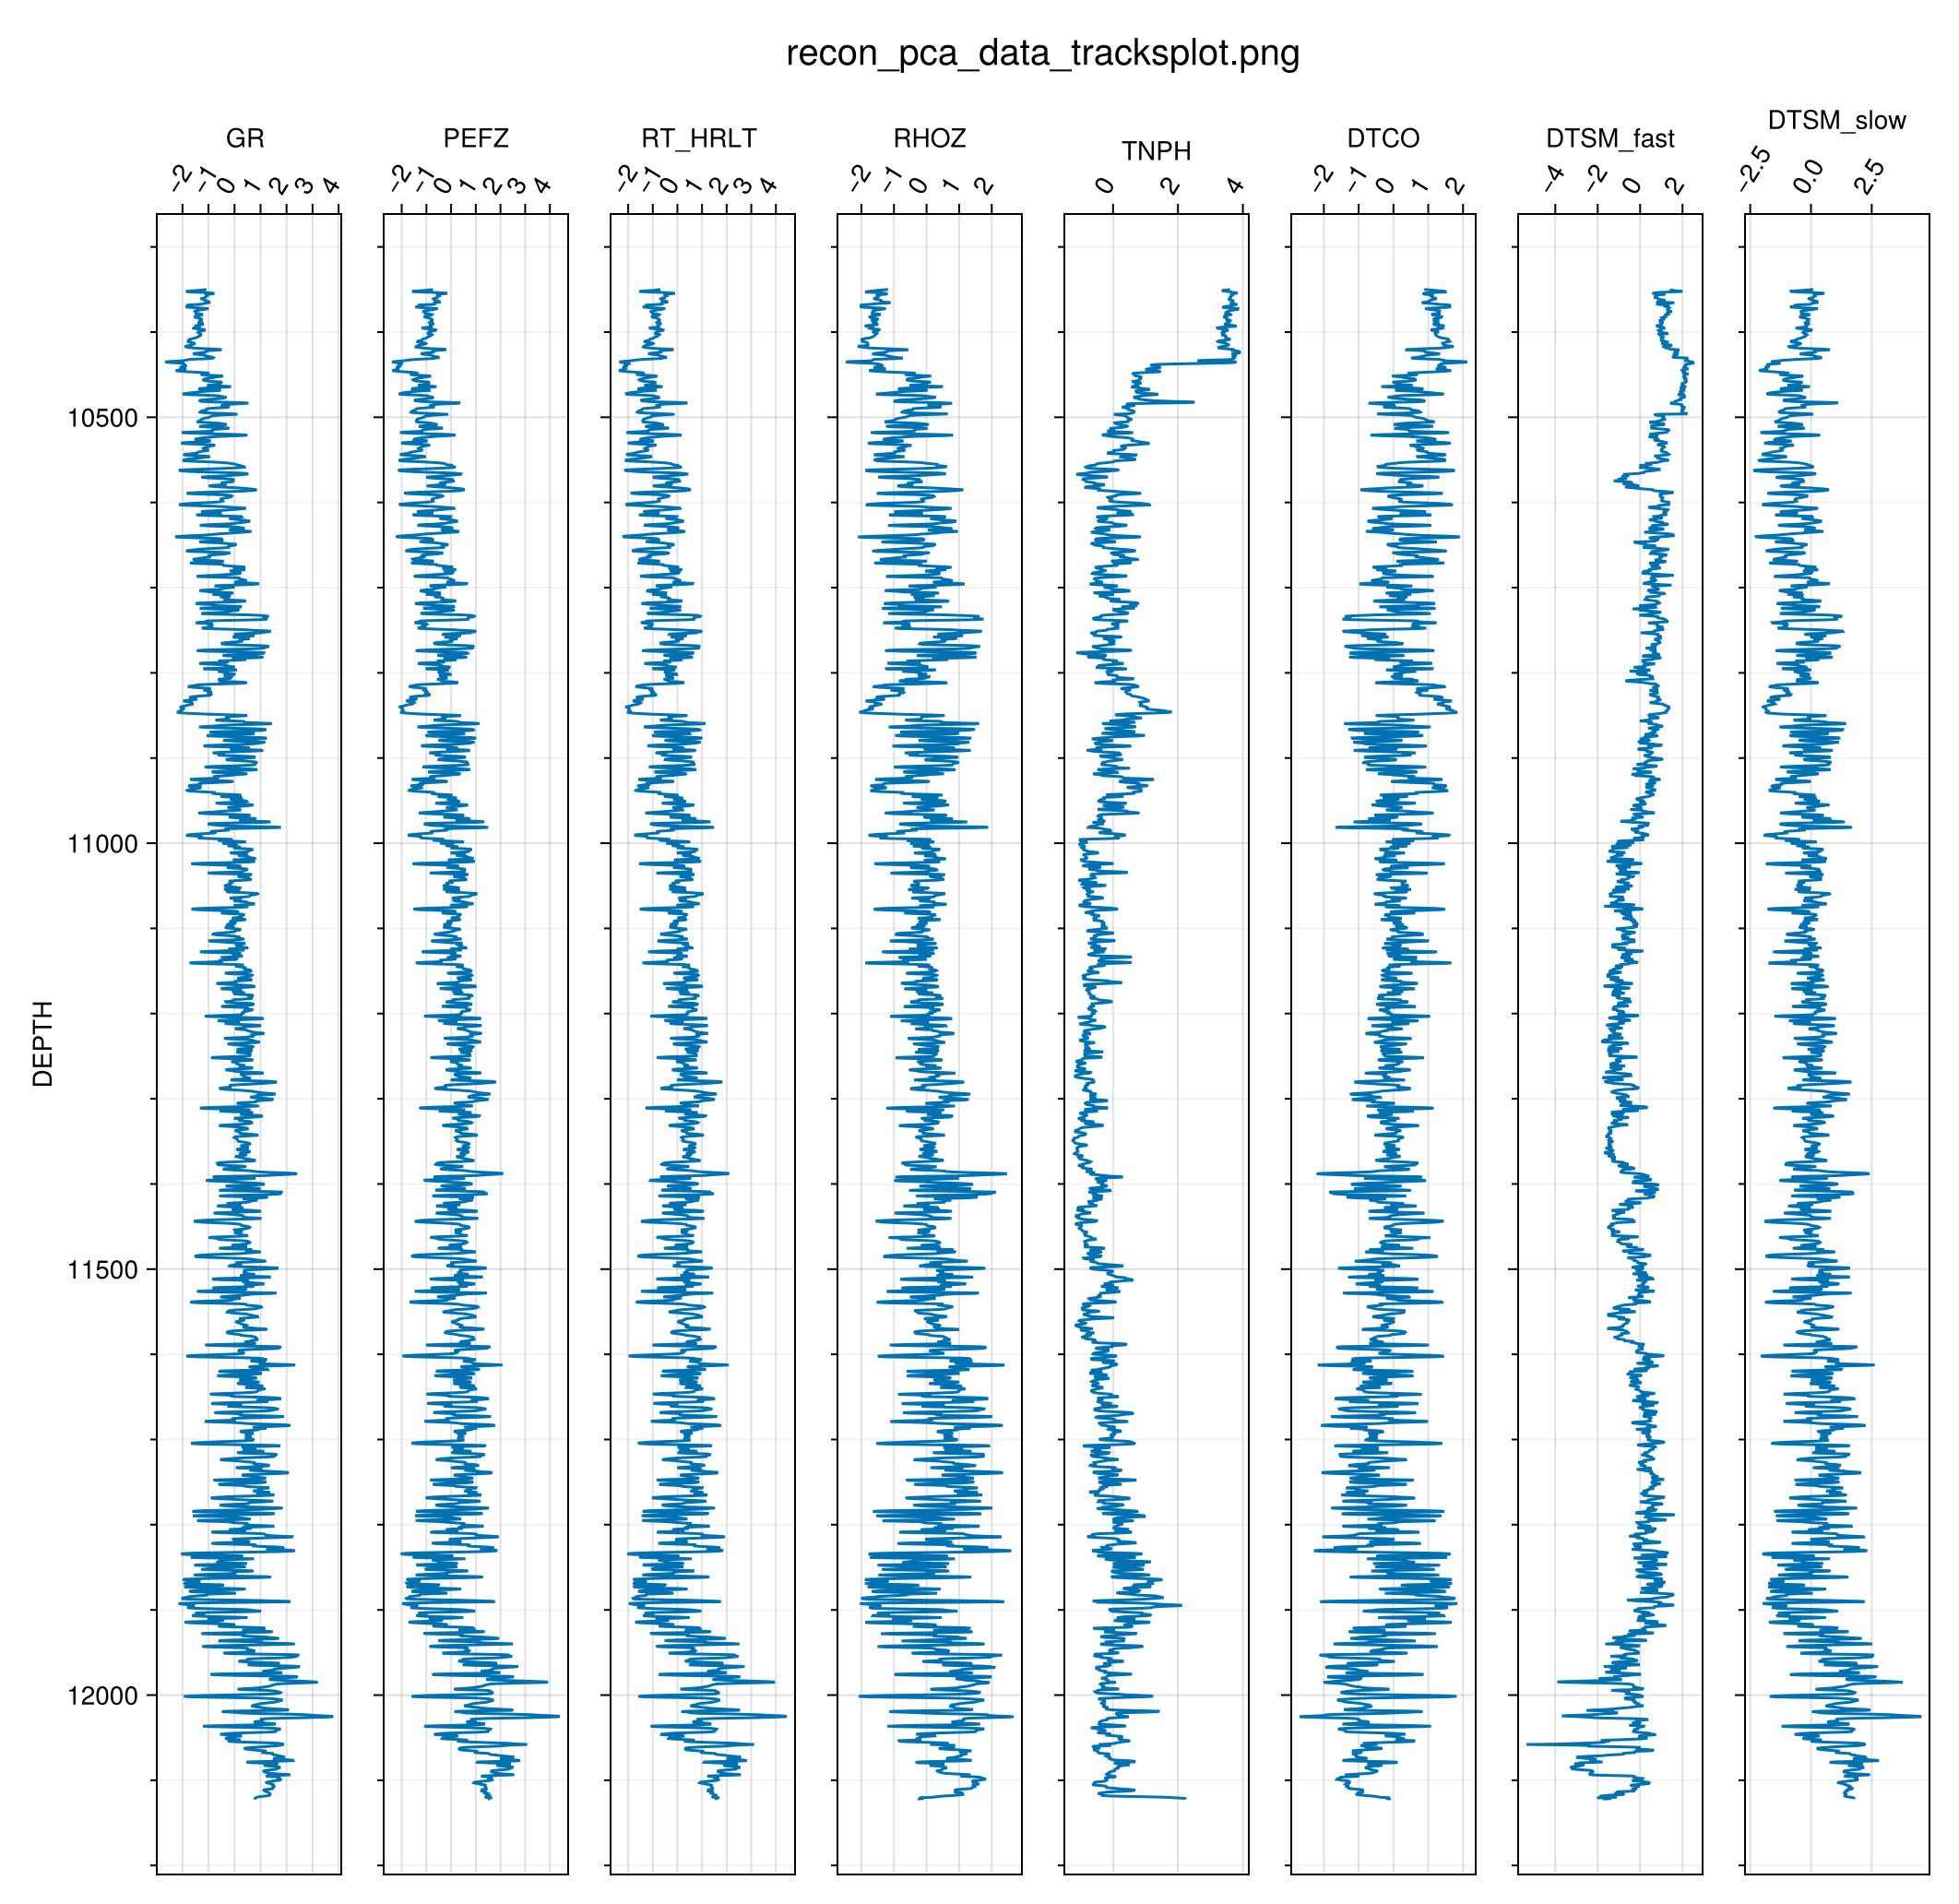 recon_pca_data_tracksplot.png
GR PEFZ RT_HRLT RHOZ TNPH DTCO DTSM_fast DTSM_slow
−2 −1 0 1 2 3 4 −2 −1 0 1 2 3 4 −2 −1 0 1 2 3 4 −2 −1 0 1 2 0 2 4 −2 −1 0 1 2 −4 −2 0 2 −2.5 0.0 2.5
10500
11000
DEPTH
11500
12000